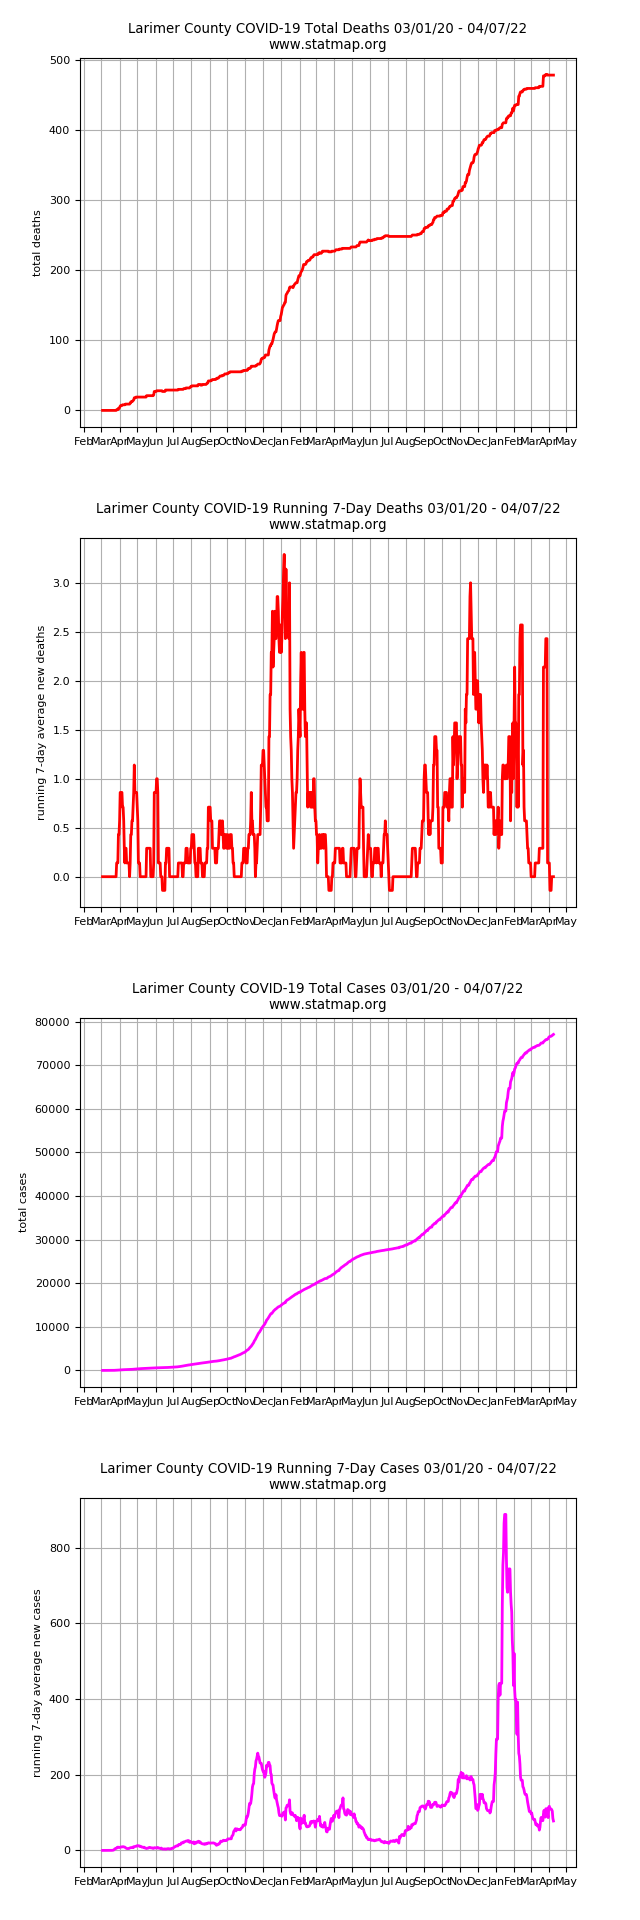 Larimer County COVID-19 Total Deaths 03/01/20 - 04/07/22
www.statmap.org
500
400
300
200
100
0
total deaths
Feb Mar Apr May Jun Jul Aug Sep Oct Nov Dec Jan Feb Mar Apr May Jun Jul Aug Sep Oct Nov Dec Jan Feb Mar Apr May
Larimer County COVID-19 Running 7-Day Deaths 03/01/20 - 04/07/22
www.statmap.org
3.0
2.5
2.0
1.5
1.0
0.5
0.0
running 7-day average new deaths
Feb Mar Apr May Jun Jul Aug Sep Oct Nov Dec Jan Feb Mar Apr May Jun Jul Aug Sep Oct Nov Dec Jan Feb Mar Apr May
Larimer County COVID-19 Total Cases 03/01/20 - 04/07/22
www.statmap.org
80000
70000
60000
50000
40000
30000
20000
10000
0
total cases
Feb Mar Apr May Jun Jul Aug Sep Oct Nov Dec Jan Feb Mar Apr May Jun Jul Aug Sep Oct Nov Dec Jan Feb Mar Apr May
Larimer County COVID-19 Running 7-Day Cases 03/01/20 - 04/07/22
www.statmap.org
800
600
400
200
0
running 7-day average new cases
Feb Mar Apr May Jun Jul Aug Sep Oct Nov Dec Jan Feb Mar Apr May Jun Jul Aug Sep Oct Nov Dec Jan Feb Mar Apr May